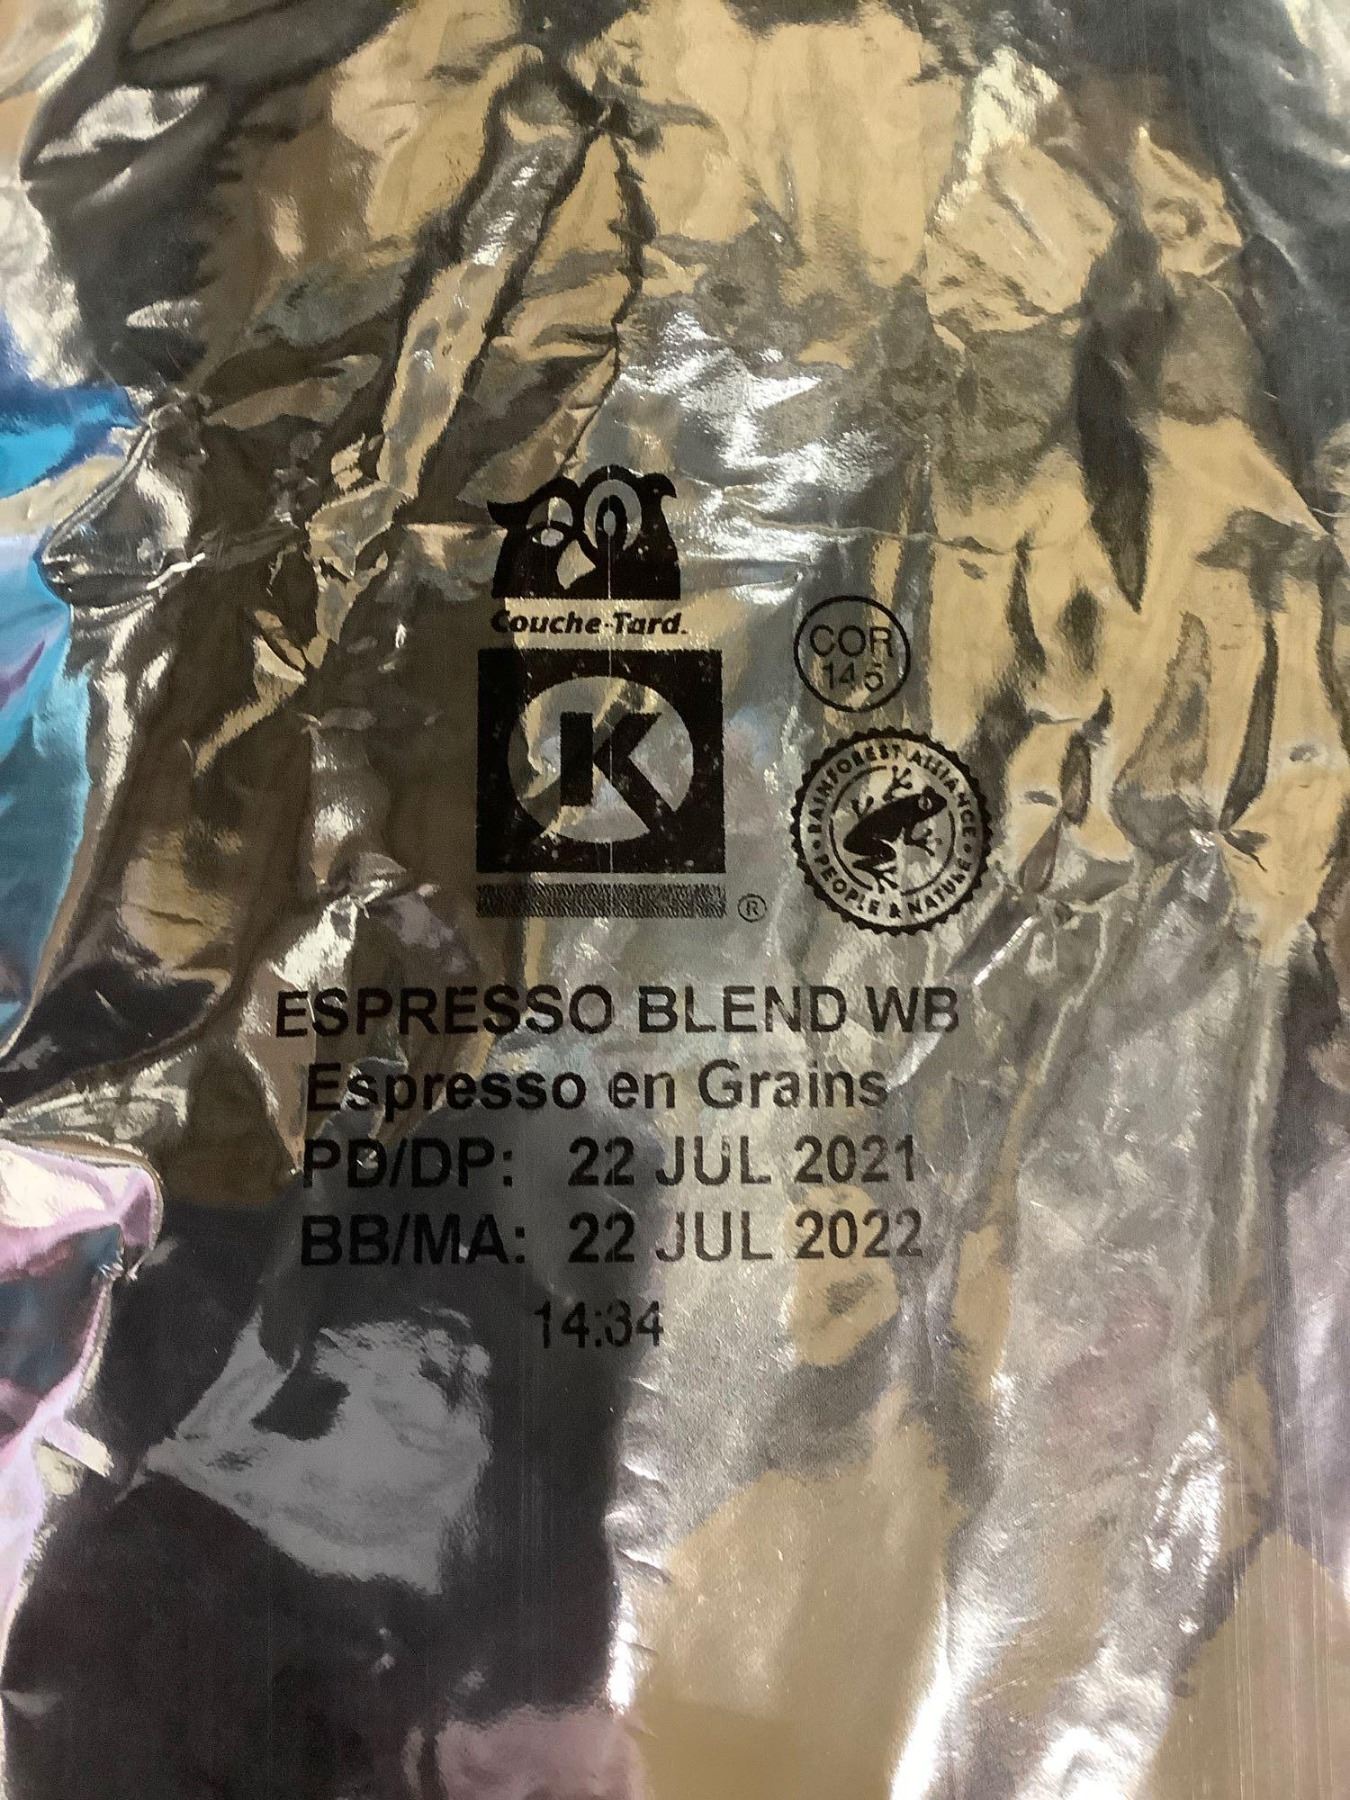 Couche-Tard.
K
®
COR
145
RAINFOREST ALLIANCE
PEOPLE & NATURE
ESPRESSO BLEND WB
Espresso en Grains
PD/DP: 22 JUL 2021
BB/MA: 22 JUL 2022
14:34